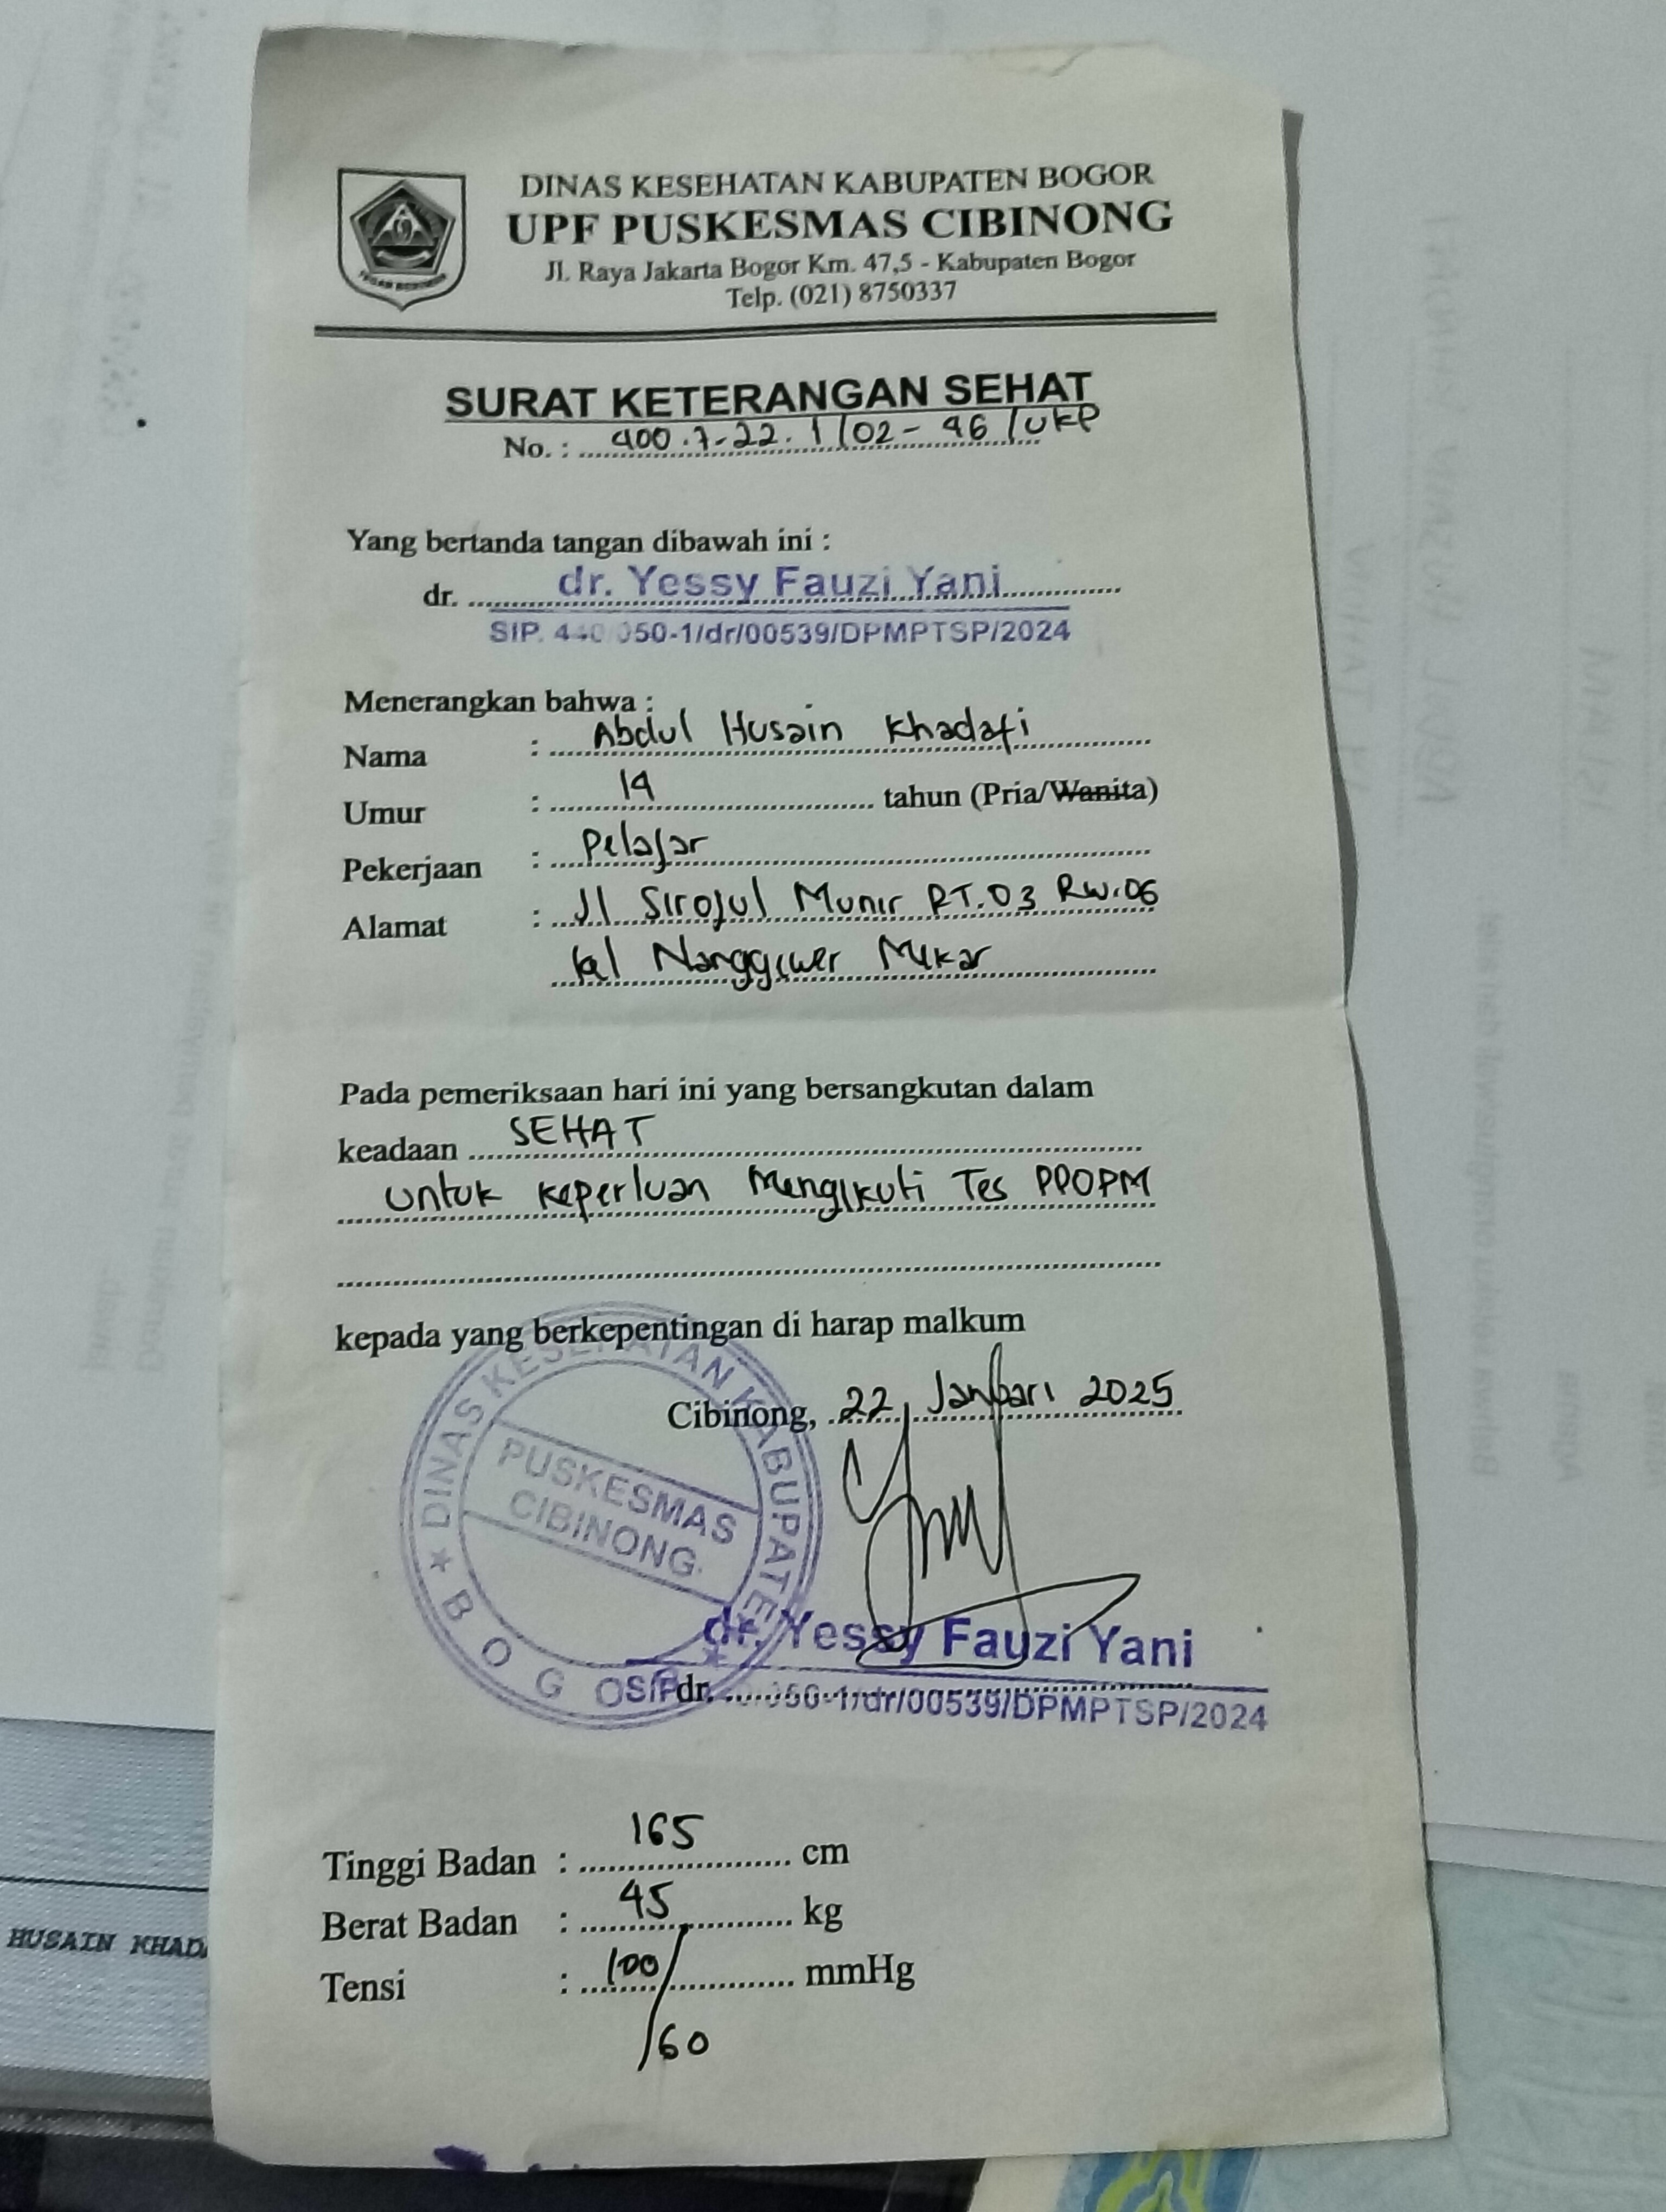 DINAS KESEHATAN KABUPATEN BOGOR
UPF PUSKESMAS CIBINONG
Jl. Raya Jakarta Bogor Km. 47,5 - Kabupaten Bogor
Telp. (021) 8750337
SURAT KETERANGAN SEHAT
No. : 400.7-22.1/02-46/UKP
Yang bertanda tangan dibawah ini :
dr. dr. Yessy Fauzi Yani
SIP. 440/050-1/dr/00539/DPMPTSP/2024
Menerangkan bahwa :
Nama : Abdul Husain Khadafi
Umur : 14 tahun (Pria/Wanita)
Pekerjaan : Pelajar
Alamat : Jl Sirojul Munir RT.03 RW.06
kel Nanggewer Mekar
Pada pemeriksaan hari ini yang bersangkutan dalam
keadaan SEHAT
untuk keperluan Mengikuti Tes PPOPM
kepada yang berkepentingan di harap malkum
Cibinong, 22 Januari 2025
DINAS KESEHATAN KABUPATEN
PUSKESMAS
CIBINONG
BOGOR
dr. Yessy Fauzi Yani
dr.
SIP. 050-1/dr/00539/DPMPTSP/2024
Tinggi Badan : 165 cm
Berat Badan : 45 kg
Tensi : 100/60 mmHg
HUSAIN KHADA